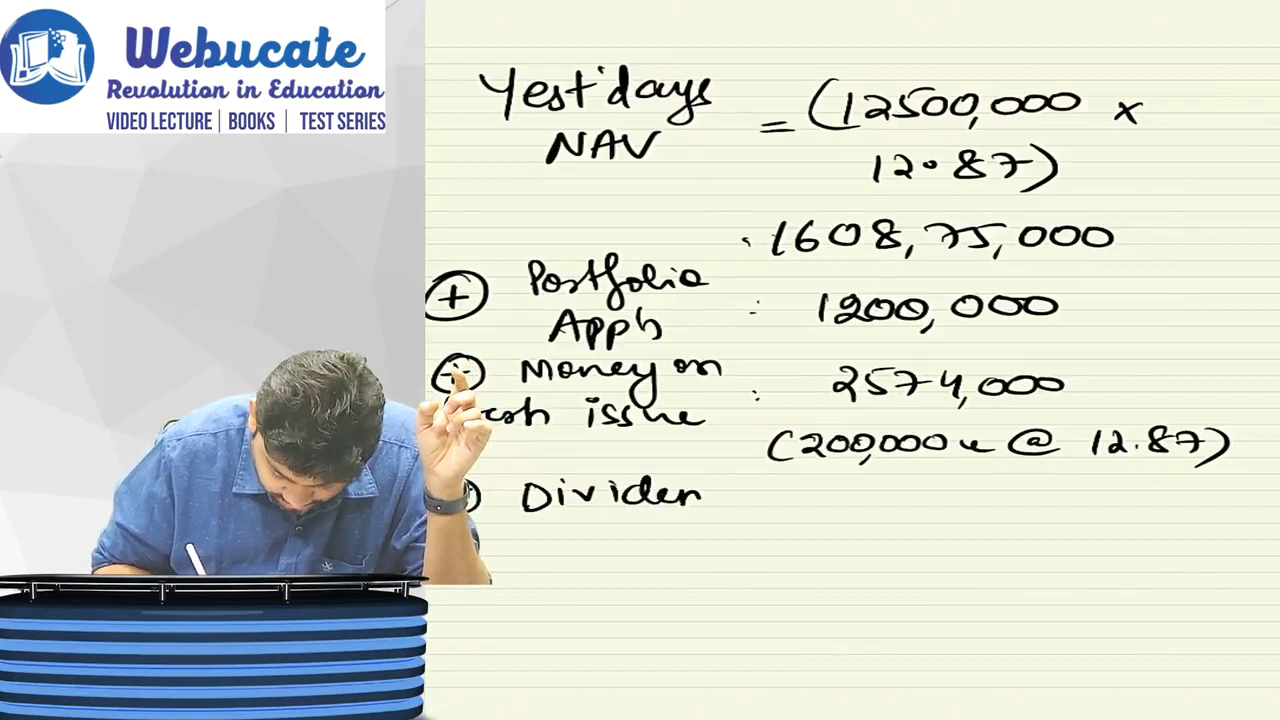 Webucate
Revolution in Education
VIDEO LECTURE | BOOKS | TEST SERIES
Yest'days
NAV
= (12500,000 x
12.87)
1608,75,000
+ Portfolio
App'n
: 1200,000
Money on
issue
: 2574,000
(200,000 u @ 12.87)
Dividen